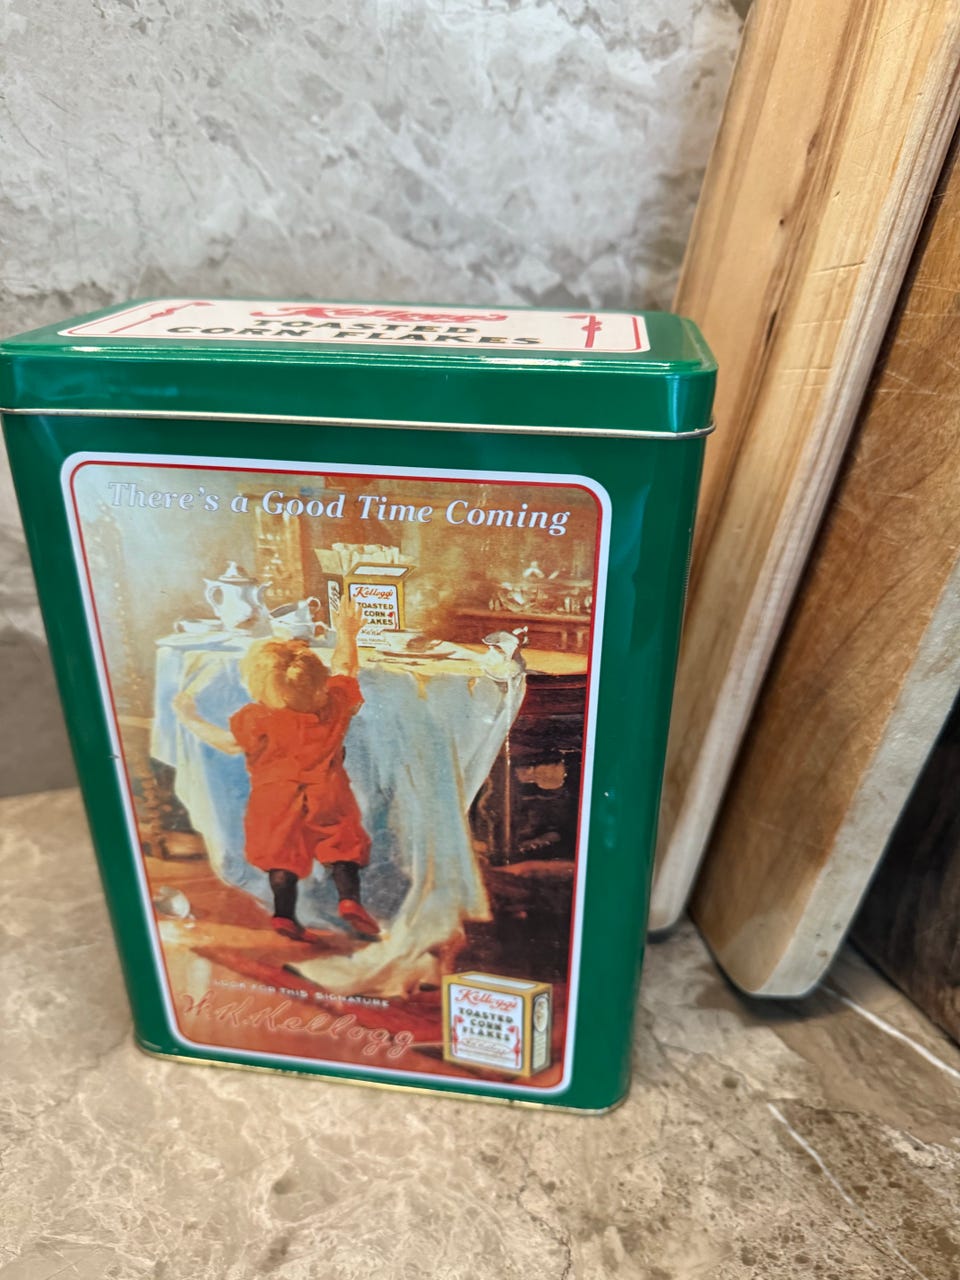 Kellogg's
TOASTED
CORN FLAKES
There's a Good Time Coming
Kellogg's
TOASTED
CORN
FLAKES
LOOK FOR THIS SIGNATURE
W.K.Kellogg
Kellogg's
TOASTED
CORN
FLAKES